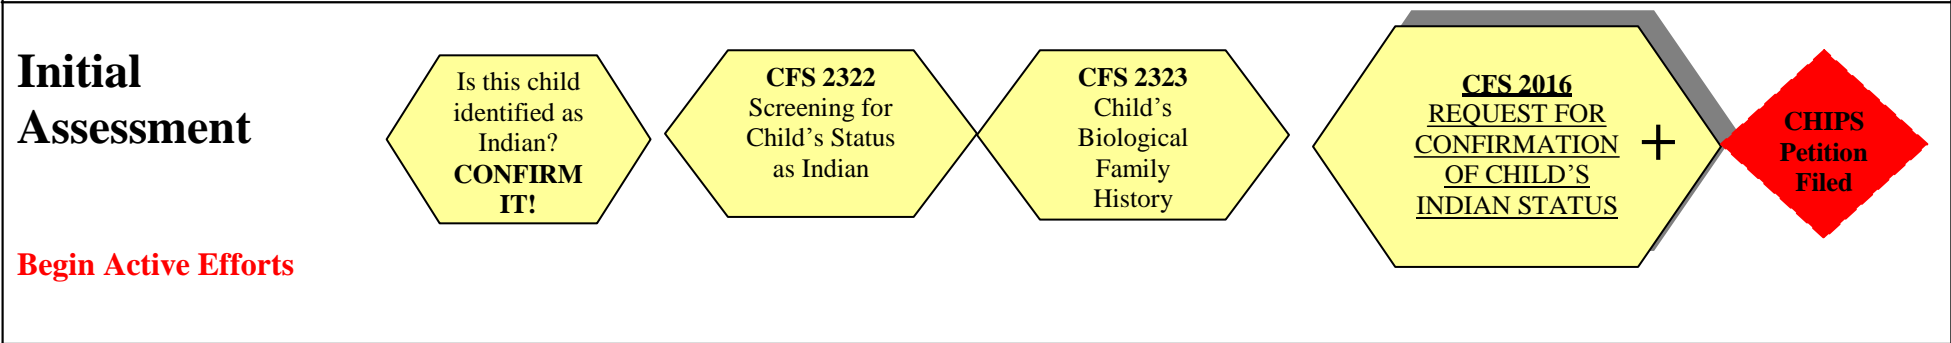 Initial
Assessment
Begin Active Efforts
Is this child
identified as
Indian?
CONFIRM
IT!
CFS 2322
Screening for
Child's Status
as Indian
CFS 2323
Child's
Biological
Family
History
CFS 2016
REQUEST FOR
CONFIRMATION
OF CHILD'S
INDIAN STATUS
+
CHIPS
Petition
Filed